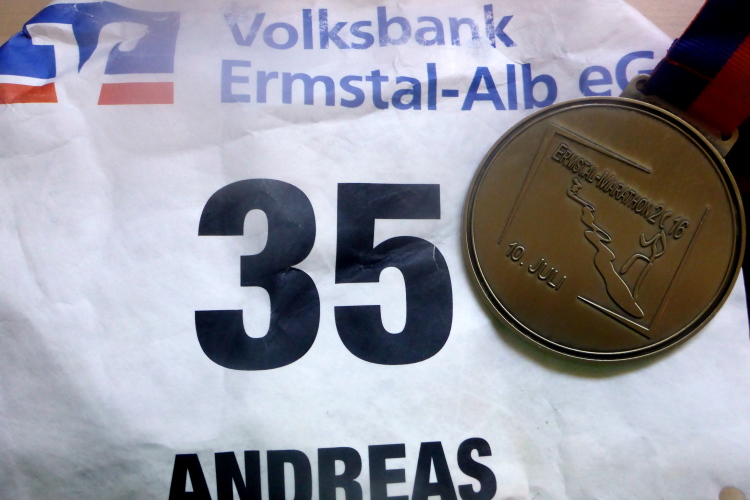 Volksbank
Ermstal-Alb eG
35
ANDREAS
ERMSTAL-MARATHON 2016
10. JULI